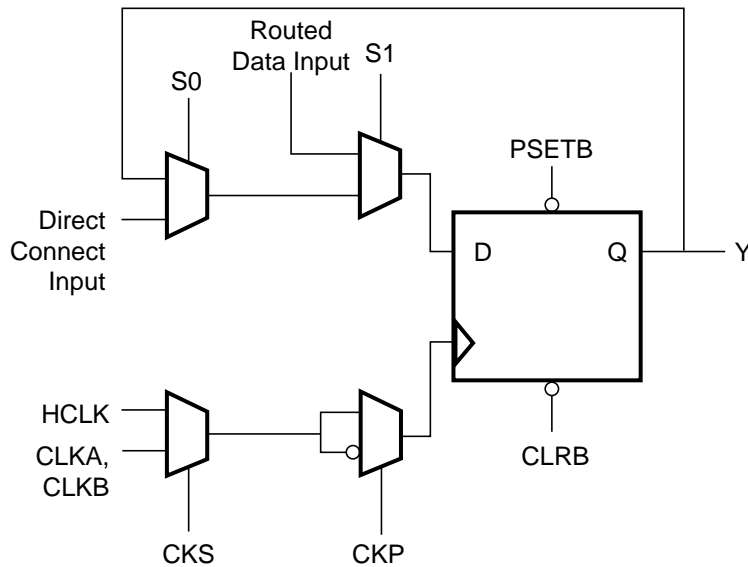 Routed
Data Input
S1
S0
PSETB
Direct
Connect
Input
D
Q
Y
HCLK
CLKA,
CLKB
CLRB
CKS
CKP